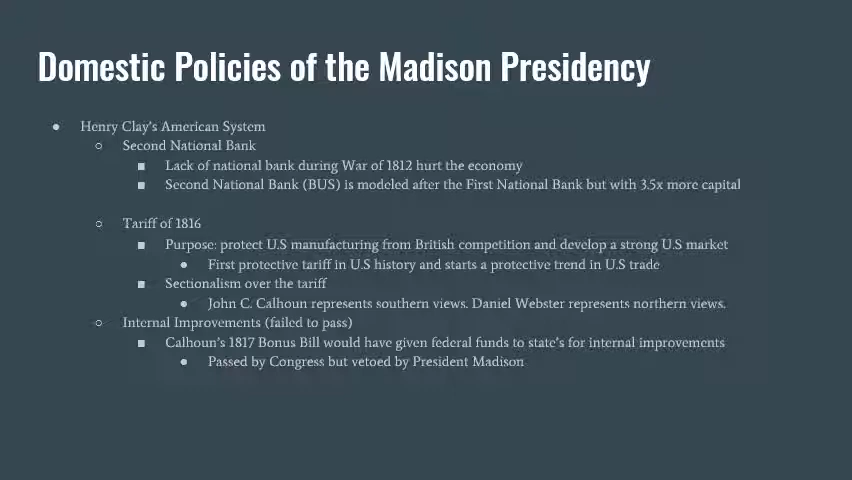 Domestic Policies of the Madison Presidency
● Henry Clay's American System
○ Second National Bank
■ Lack of national bank during War of 1812 hurt the economy
■ Second National Bank (BUS) is modeled after the First National Bank but with 3.5x more capital
○ Tariff of 1816
■ Purpose: protect U.S manufacturing from British competition and develop a strong U.S market
● First protective tariff in U.S history and starts a protective trend in U.S trade
■ Sectionalism over the tariff
● John C. Calhoun represents southern views. Daniel Webster represents northern views.
○ Internal Improvements (failed to pass)
■ Calhoun's 1817 Bonus Bill would have given federal funds to state's for internal improvements
● Passed by Congress but vetoed by President Madison